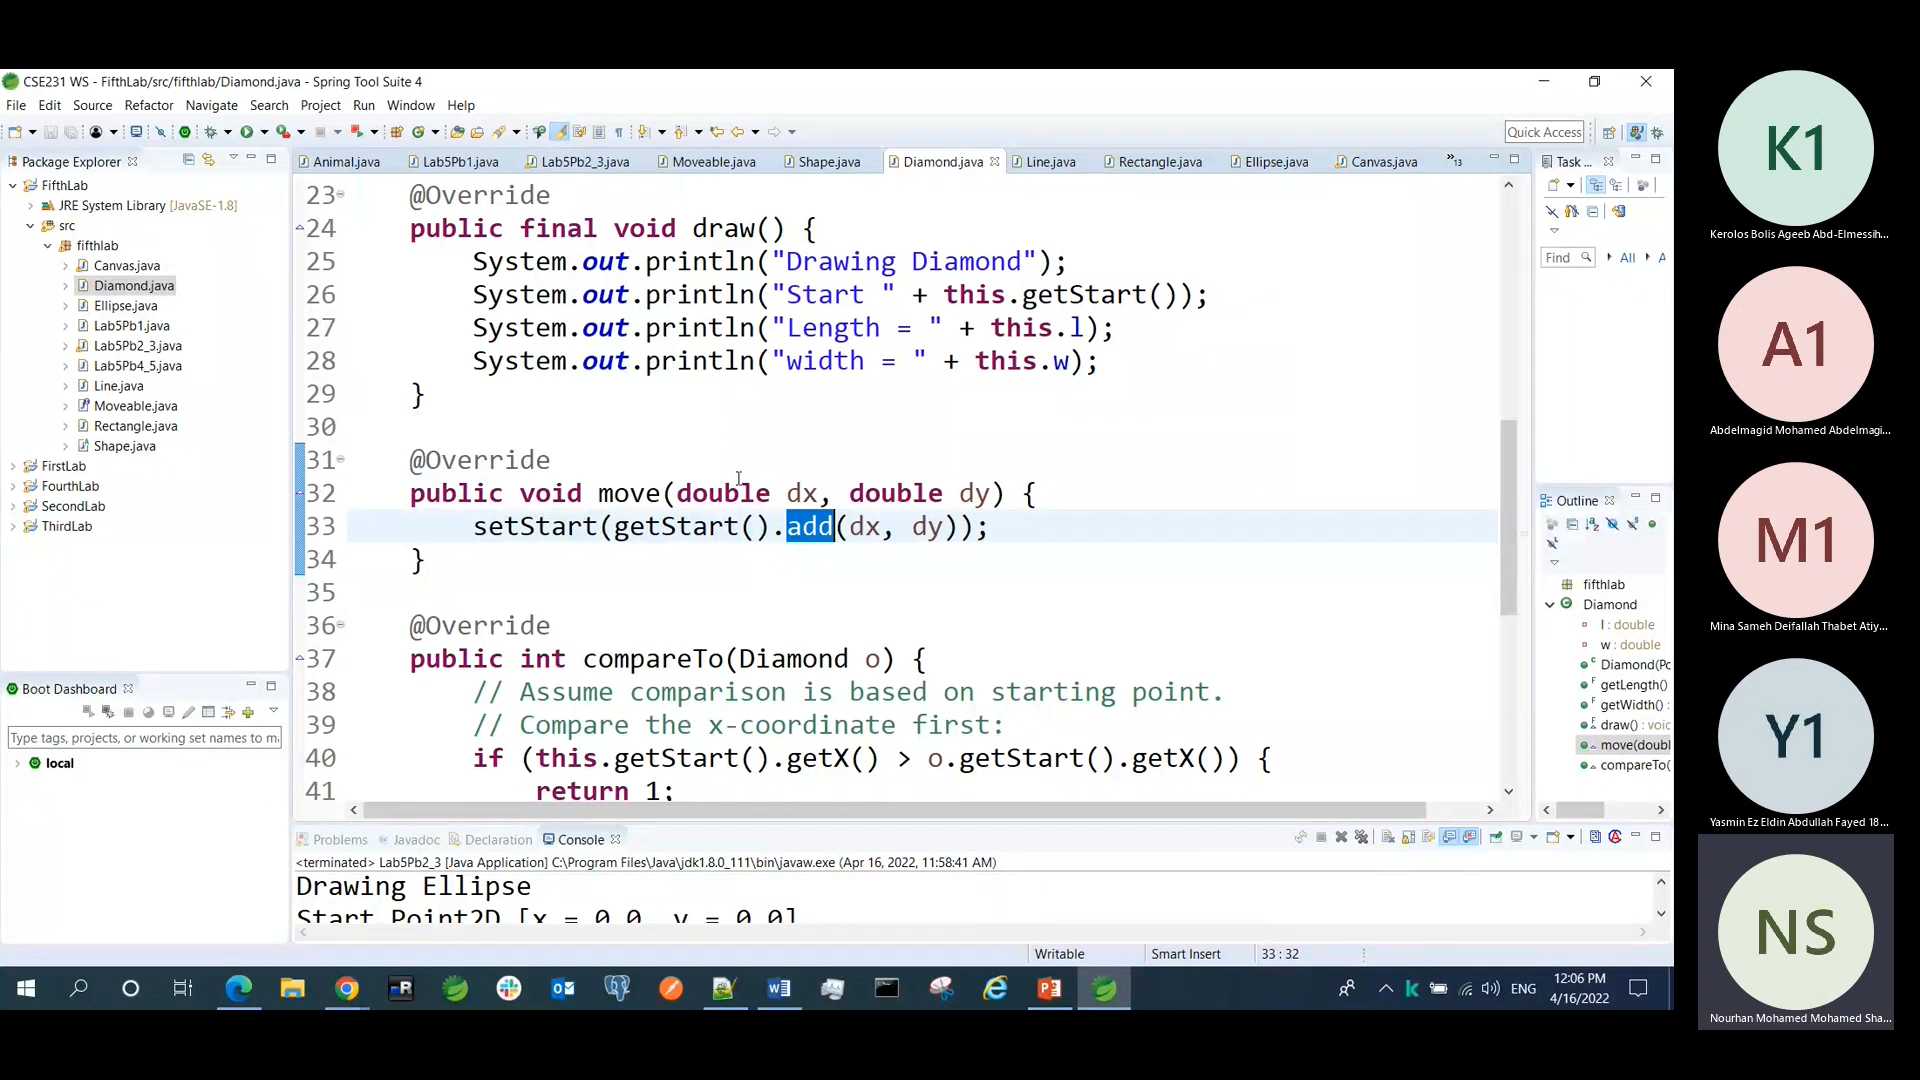 CSE231 WS - FifthLab/src/fifthlab/Diamond.java - Spring Tool Suite 4
File Edit Source Refactor Navigate Search Project Run Window Help
Quick Access
Package Explorer
FifthLab
JRE System Library [JavaSE-1.8]
src
fifthlab
Canvas.java
Diamond.java
Ellipse.java
Lab5Pb1.java
Lab5Pb2_3.java
Lab5Pb4_5.java
Line.java
Moveable.java
Rectangle.java
Shape.java
FirstLab
FourthLab
SecondLab
ThirdLab
Boot Dashboard
Type tags, projects, or working set names to ma
local
Animal.java Lab5Pb1.java Lab5Pb2_3.java Moveable.java Shape.java Diamond.java Line.java Rectangle.java Ellipse.java Canvas.java »13
23 @Override
24 public final void draw() {
25 System.out.println("Drawing Diamond");
26 System.out.println("Start " + this.getStart());
27 System.out.println("Length = " + this.l);
28 System.out.println("width = " + this.w);
29 }
30
31 @Override
32 public void move(double dx, double dy) {
33 setStart(getStart().add(dx, dy));
34 }
35
36 @Override
37 public int compareTo(Diamond o) {
38 // Assume comparison is based on starting point.
39 // Compare the x-coordinate first:
40 if (this.getStart().getX() > o.getStart().getX()) {
41 return 1;
Task ...
Find All A
Outline
fifthlab
Diamond
l : double
w : double
Diamond(Po
getLength()
getWidth() :
draw() : void
move(doubl
compareTo(
Problems Javadoc Declaration Console
<terminated> Lab5Pb2_3 [Java Application] C:\Program Files\Java\jdk1.8.0_111\bin\javaw.exe (Apr 16, 2022, 11:58:41 AM)
Drawing Ellipse
Start Point2D [x = 0.0, y = 0.0]
Writable Smart Insert 33 : 32
ENG
12:06 PM
4/16/2022
K1
Kerolos Bolis Ageeb Abd-Elmessih...
A1
Abdelmagid Mohamed Abdelmagi...
M1
Mina Sameh Deifallah Thabet Atiy...
Y1
Yasmin Ez Eldin Abdullah Fayed 18...
NS
Nourhan Mohamed Mohamed Sha...